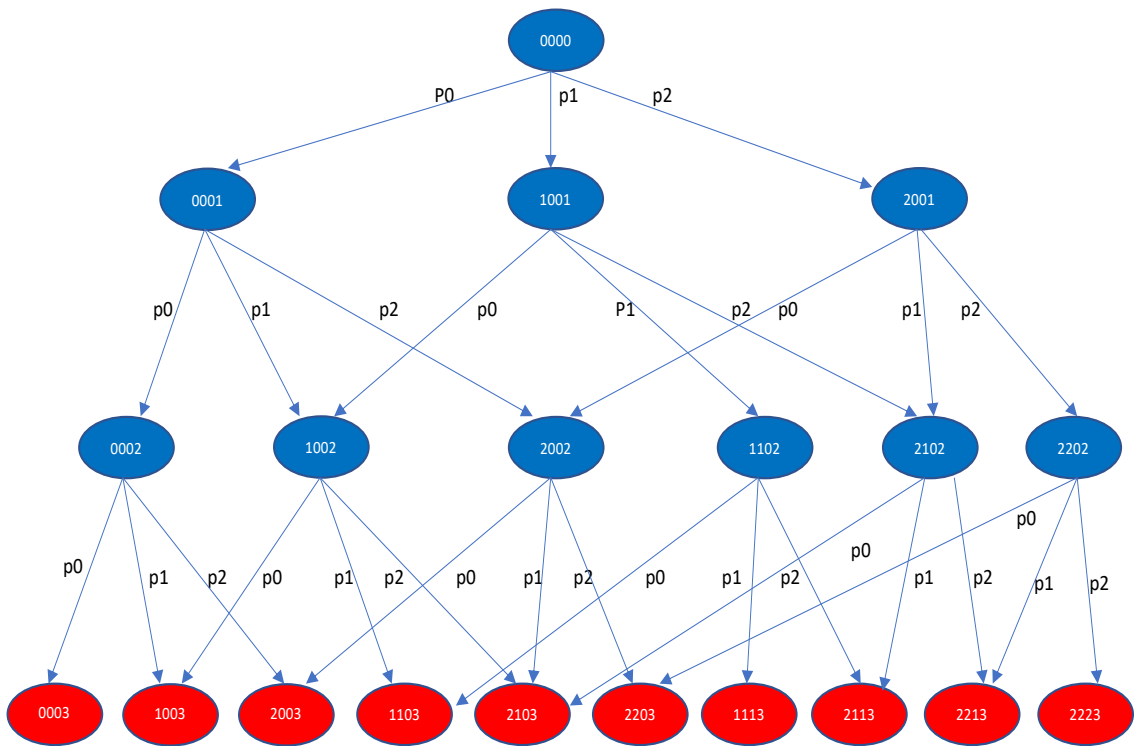 0000
P0 p1 p2
0001 1001 2001
p0 p1 p2 p0 P1 p2 p0 p1 p2
0002 1002 2002 1102 2102 2202
p0 p1 p2 p0 p1 p2 p0 p1 p2 p0 p1 p2 p0 p1 p2 p0 p1 p2
0003 1003 2003 1103 2103 2203 1113 2113 2213 2223